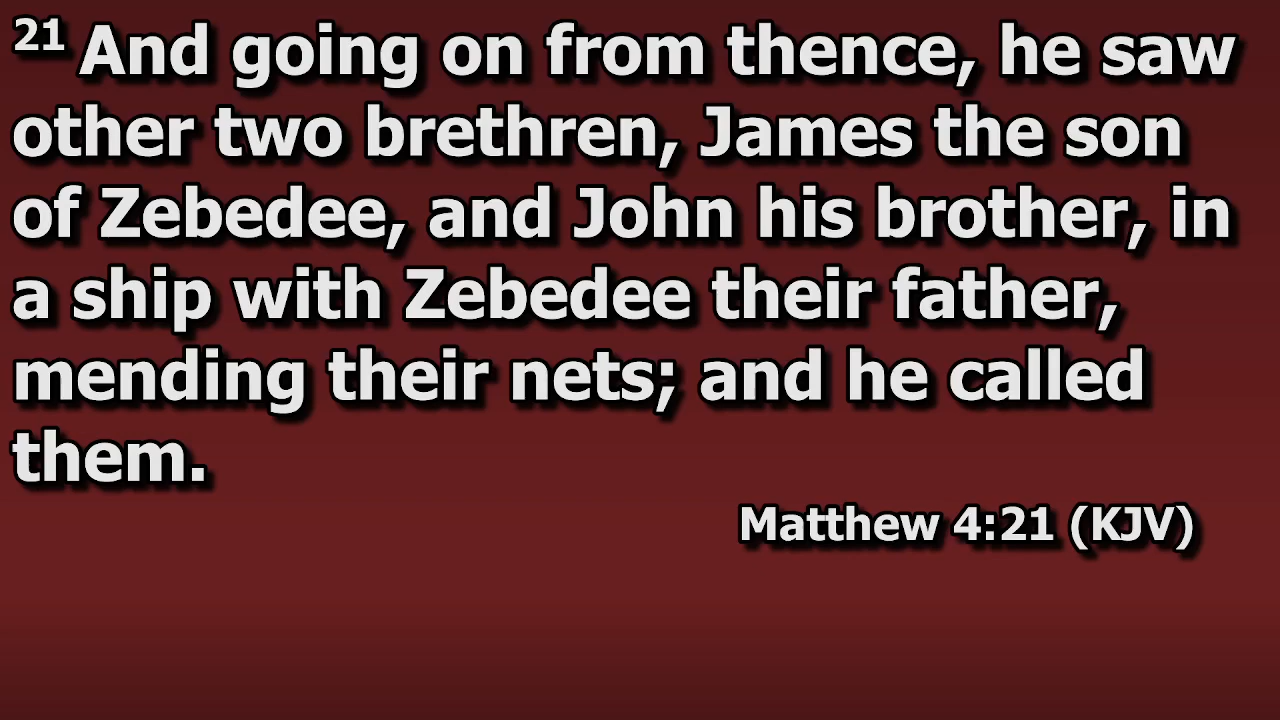 21 And going on from thence, he saw
other two brethren, James the son
of Zebedee, and John his brother, in
a ship with Zebedee their father,
mending their nets; and he called
them.
Matthew 4:21 (KJV)